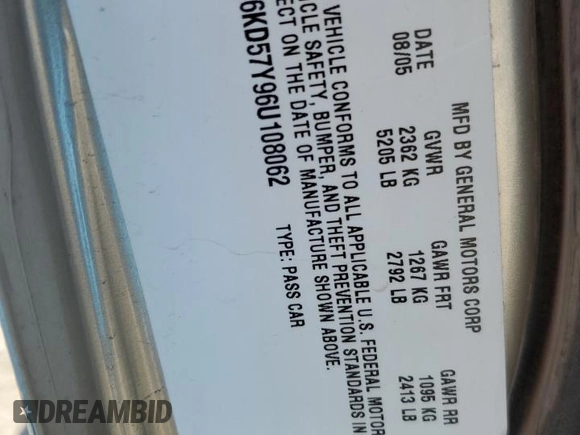 MFD BY GENERAL MOTORS CORP
DATE GVWR GAWR FRT GAWR RR
08/05 2362 KG 1267 KG 1095 KG
5205 LB 2792 LB 2413 LB
VEHICLE CONFORMS TO ALL APPLICABLE U.S. FEDERAL MOTOR
VEHICLE SAFETY, BUMPER, AND THEFT PREVENTION STANDARDS IN
ECT ON THE DATE OF MANUFACTURE SHOWN ABOVE.
6KD57Y96U108062 TYPE: PASS CAR
DREAMBID